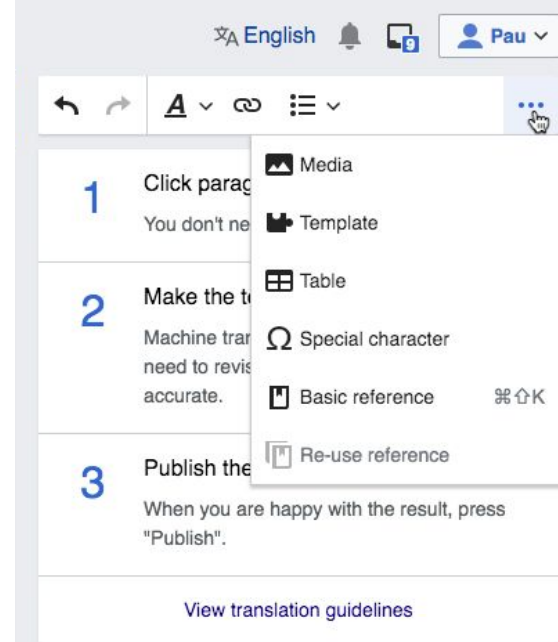 English
9
Pau
Media
1
Click parag
You don't ne
Template
Table
2
Make the t
Machine trar
need to revis
accurate.
Special character
Basic reference ⌘⇧K
Re-use reference
3
Publish the
When you are happy with the result, press
"Publish".
View translation guidelines